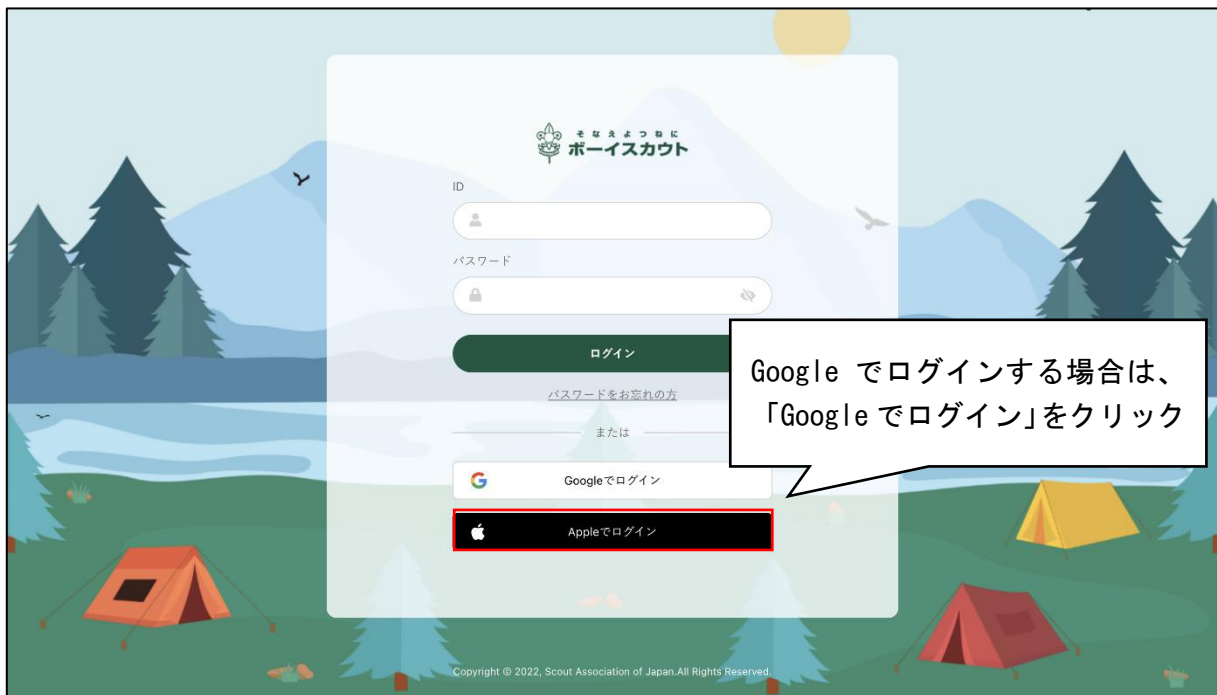 そなえよつねに
ボーイスカウト
ID
パスワード
ログイン
パスワードをお忘れの方
または
Googleでログイン
Appleでログイン
Google でログインする場合は、
「Google でログイン」をクリック
Copyright © 2022, Scout Association of Japan.All Rights Reserved.